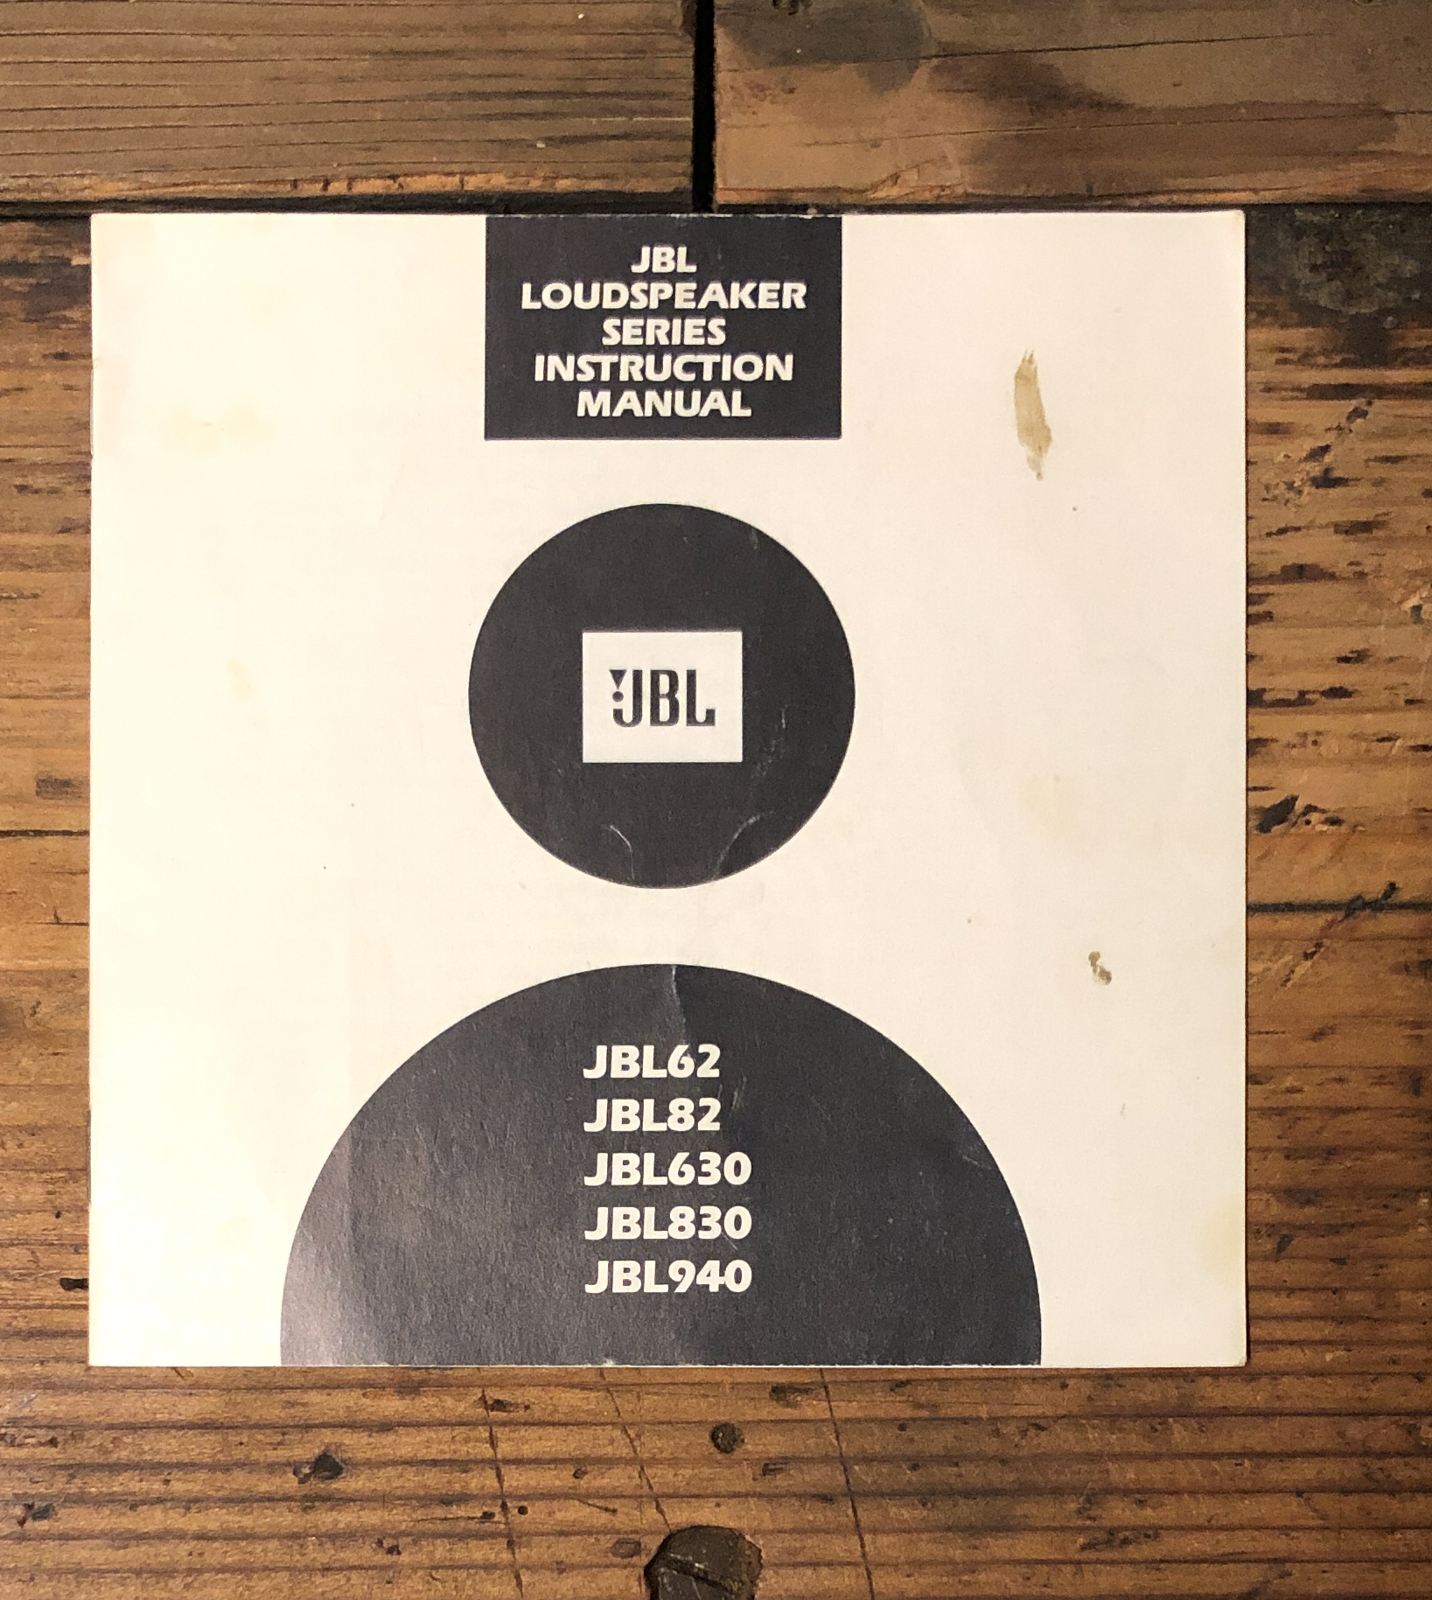 JBL
LOUDSPEAKER
SERIES
INSTRUCTION
MANUAL
JBL
JBL62
JBL82
JBL630
JBL830
JBL940